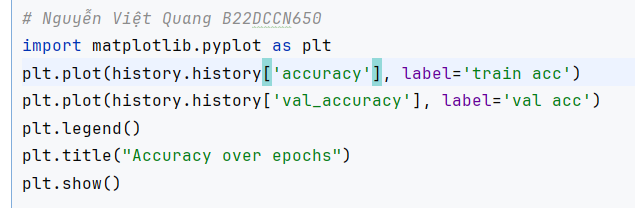 # Nguyễn Việt Quang B22DCCN650
import matplotlib.pyplot as plt
plt.plot(history.history['accuracy'], label='train acc')
plt.plot(history.history['val_accuracy'], label='val acc')
plt.legend()
plt.title("Accuracy over epochs")
plt.show()